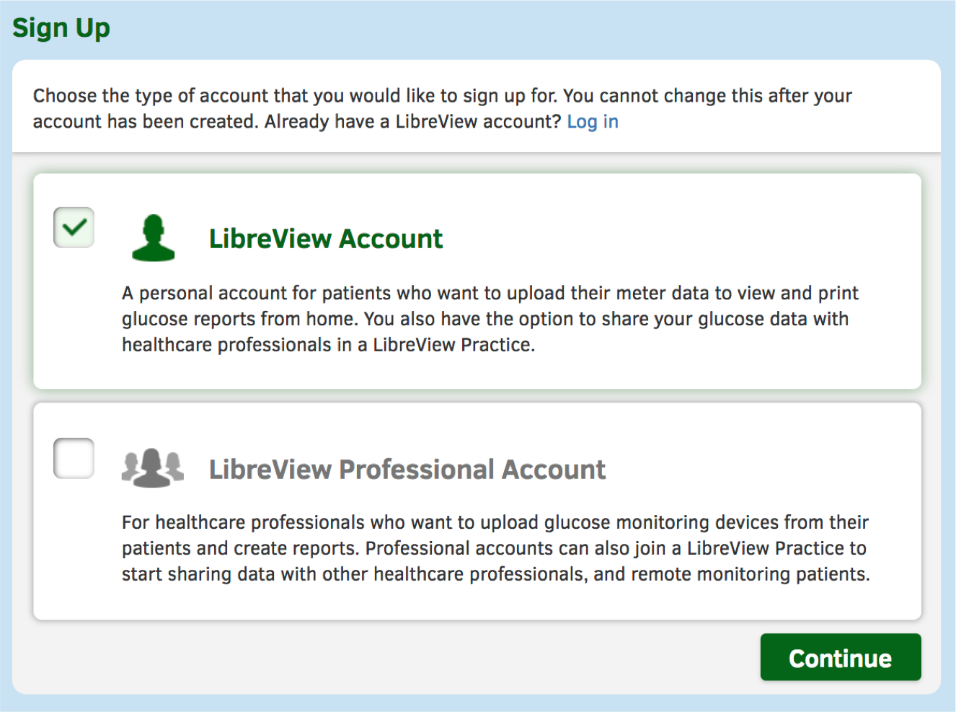 Sign Up
Choose the type of account that you would like to sign up for. You cannot change this after your
account has been created. Already have a LibreView account? Log in
LibreView Account
A personal account for patients who want to upload their meter data to view and print
glucose reports from home. You also have the option to share your glucose data with
healthcare professionals in a LibreView Practice.
LibreView Professional Account
For healthcare professionals who want to upload glucose monitoring devices from their
patients and create reports. Professional accounts can also join a LibreView Practice to
start sharing data with other healthcare professionals, and remote monitoring patients.
Continue